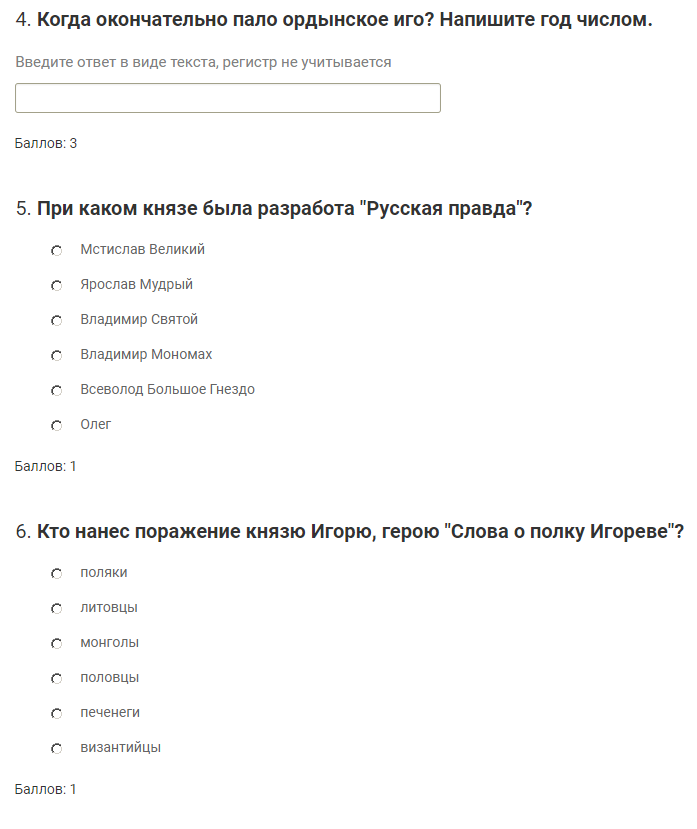 4. Когда окончательно пало ордынское иго? Напишите год числом.
Введите ответ в виде текста, регистр не учитывается
Баллов: 3
5. При каком князе была разработа "Русская правда"?
Мстислав Великий
Ярослав Мудрый
Владимир Святой
Владимир Мономах
Всеволод Большое Гнездо
Олег
Баллов: 1
6. Кто нанес поражение князю Игорю, герою "Слова о полку Игореве"?
поляки
литовцы
монголы
половцы
печенеги
византийцы
Баллов: 1